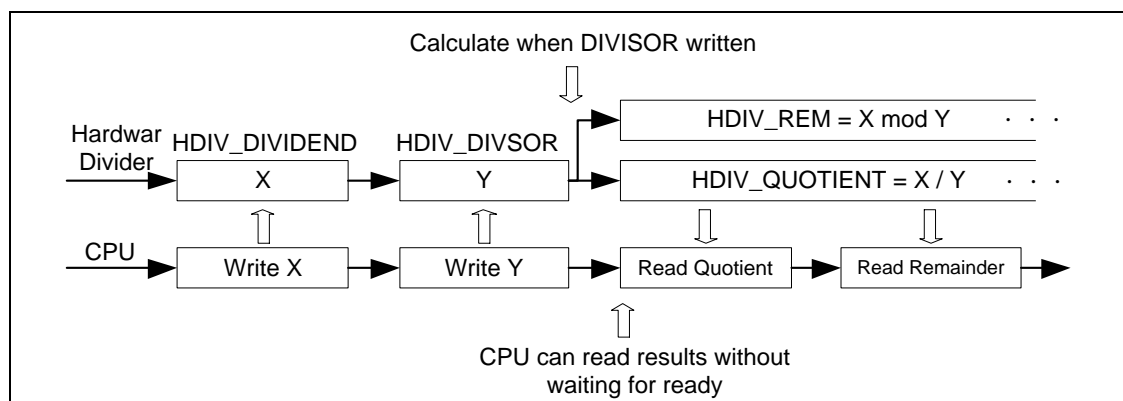 Calculate when DIVISOR written
Hardwar
Divider
HDIV_DIVIDEND
HDIV_DIVSOR
HDIV_REM = X mod Y
· · ·
X
Y
HDIV_QUOTIENT = X / Y
· · ·
CPU
Write X
Write Y
Read Quotient
Read Remainder
CPU can read results without
waiting for ready